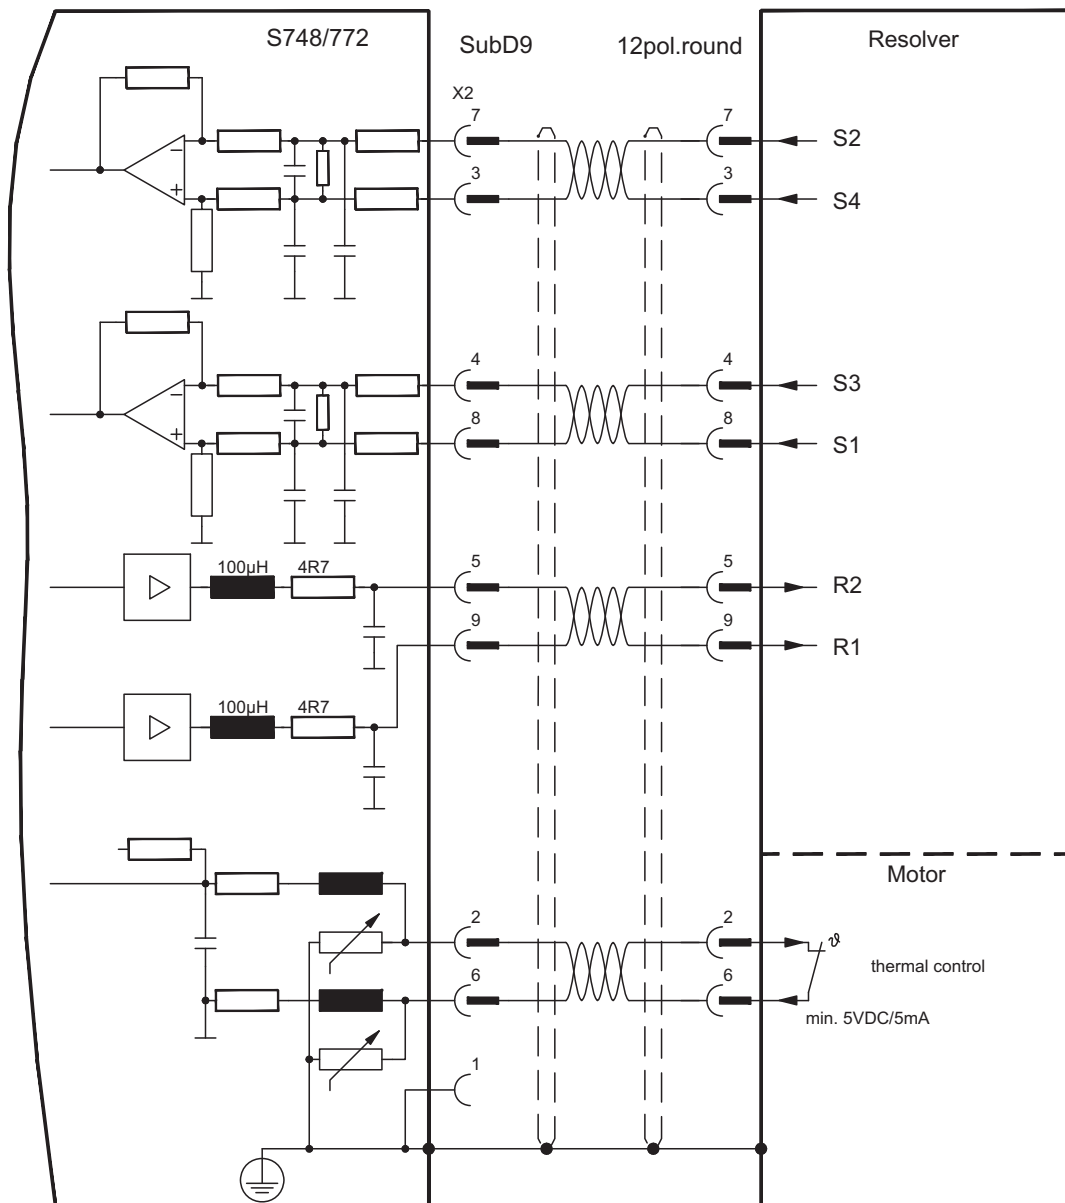 S748/772 SubD9 12pol.round Resolver
X2
7 7 S2
3 3 S4
4 4 S3
8 8 S1
5 5 R2
100µH 4R7
9 9 R1
100µH 4R7
Motor
2 2 ϑ
thermal control
6 6
min. 5VDC/5mA
1